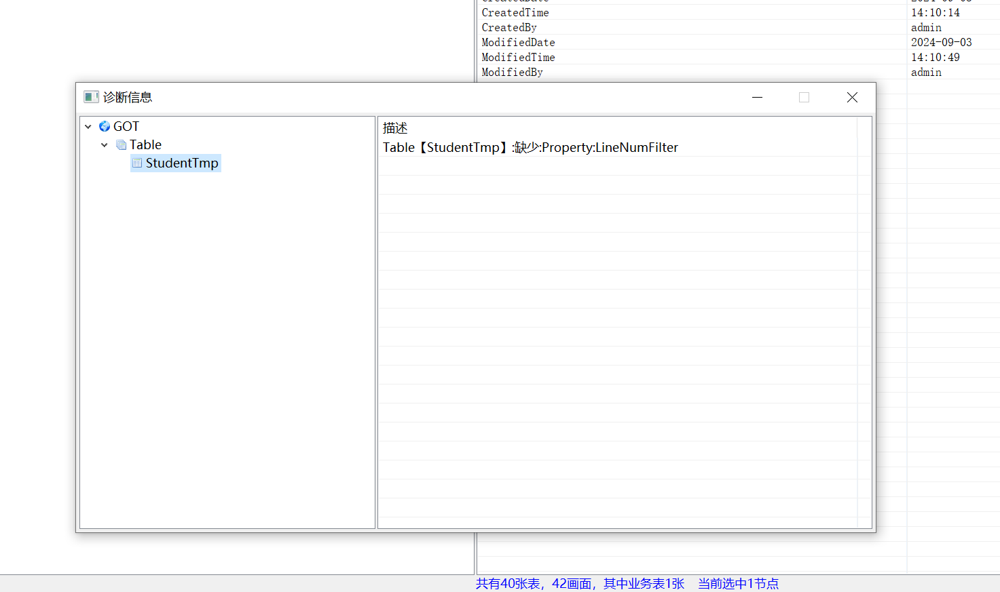 CreatedTime 14:10:14
CreatedBy admin
ModifiedDate 2024-09-03
ModifiedTime 14:10:49
ModifiedBy admin
诊断信息
GOT
Table
StudentTmp
描述
Table【StudentTmp】:缺少:Property:LineNumFilter
共有40张表，42画面，其中业务表1张 当前选中1节点